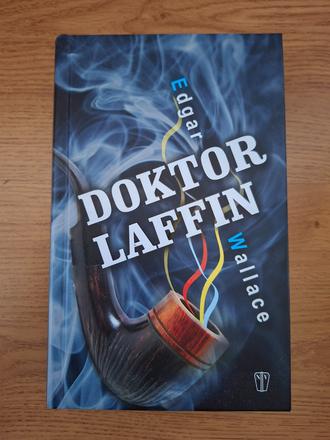 Edgar
Wallace
DOKTOR
LAFFIN